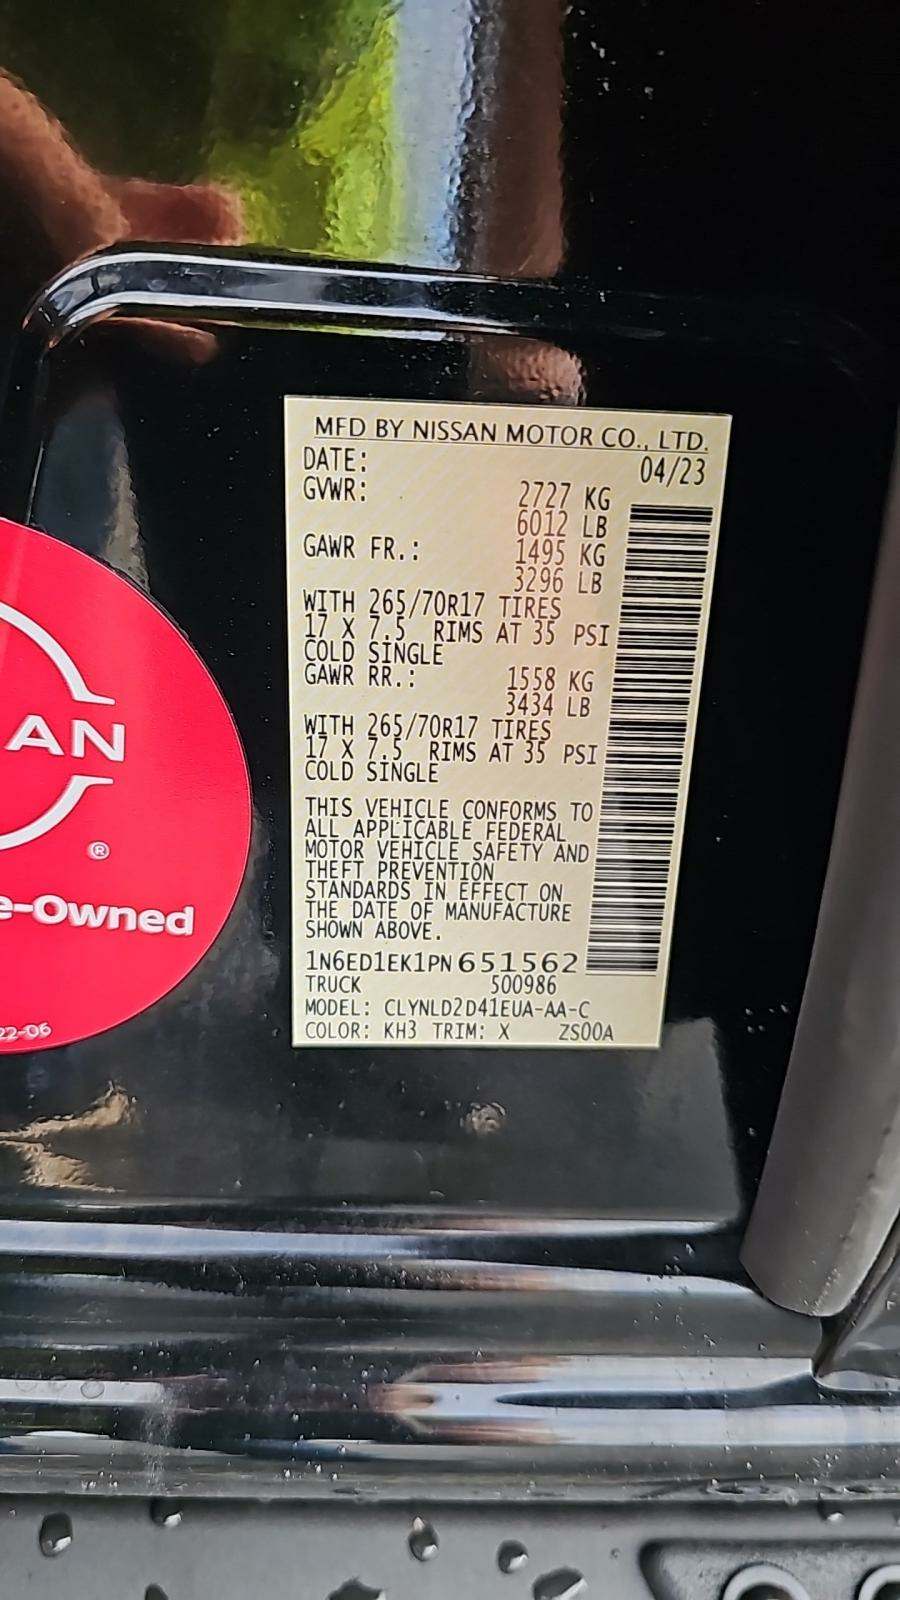 MFD BY NISSAN MOTOR CO., LTD.
DATE: 04/23
GVWR: 2727 KG
6012 LB
GAWR FR.: 1495 KG
3296 LB
WITH 265/70R17 TIRES
17 X 7.5 RIMS AT 35 PSI
COLD SINGLE
GAWR RR.: 1558 KG
3434 LB
WITH 265/70R17 TIRES
17 X 7.5 RIMS AT 35 PSI
COLD SINGLE
THIS VEHICLE CONFORMS TO
ALL APPLICABLE FEDERAL
MOTOR VEHICLE SAFETY AND
THEFT PREVENTION
STANDARDS IN EFFECT ON
THE DATE OF MANUFACTURE
SHOWN ABOVE.
1N6ED1EK1PN651562
TRUCK 500986
MODEL: CLYNLD2D41EUA-AA-C
COLOR: KH3 TRIM: X ZS00A
AN
®
e-Owned
22-06